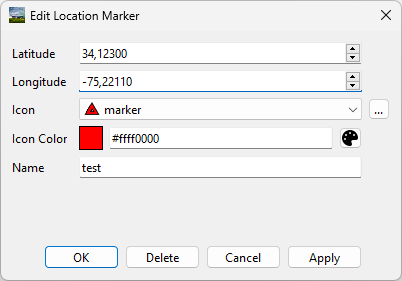 Edit Location Marker
Latitude 34,12300
Longitude -75,22110
Icon marker ...
Icon Color #ffff0000
Name test
OK Delete Cancel Apply